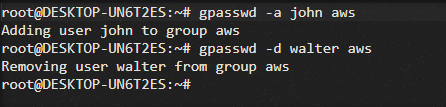 root@DESKTOP-UN6T2ES:~# gpasswd -a john aws
Adding user john to group aws
root@DESKTOP-UN6T2ES:~# gpasswd -d walter aws
Removing user walter from group aws
root@DESKTOP-UN6T2ES:~#